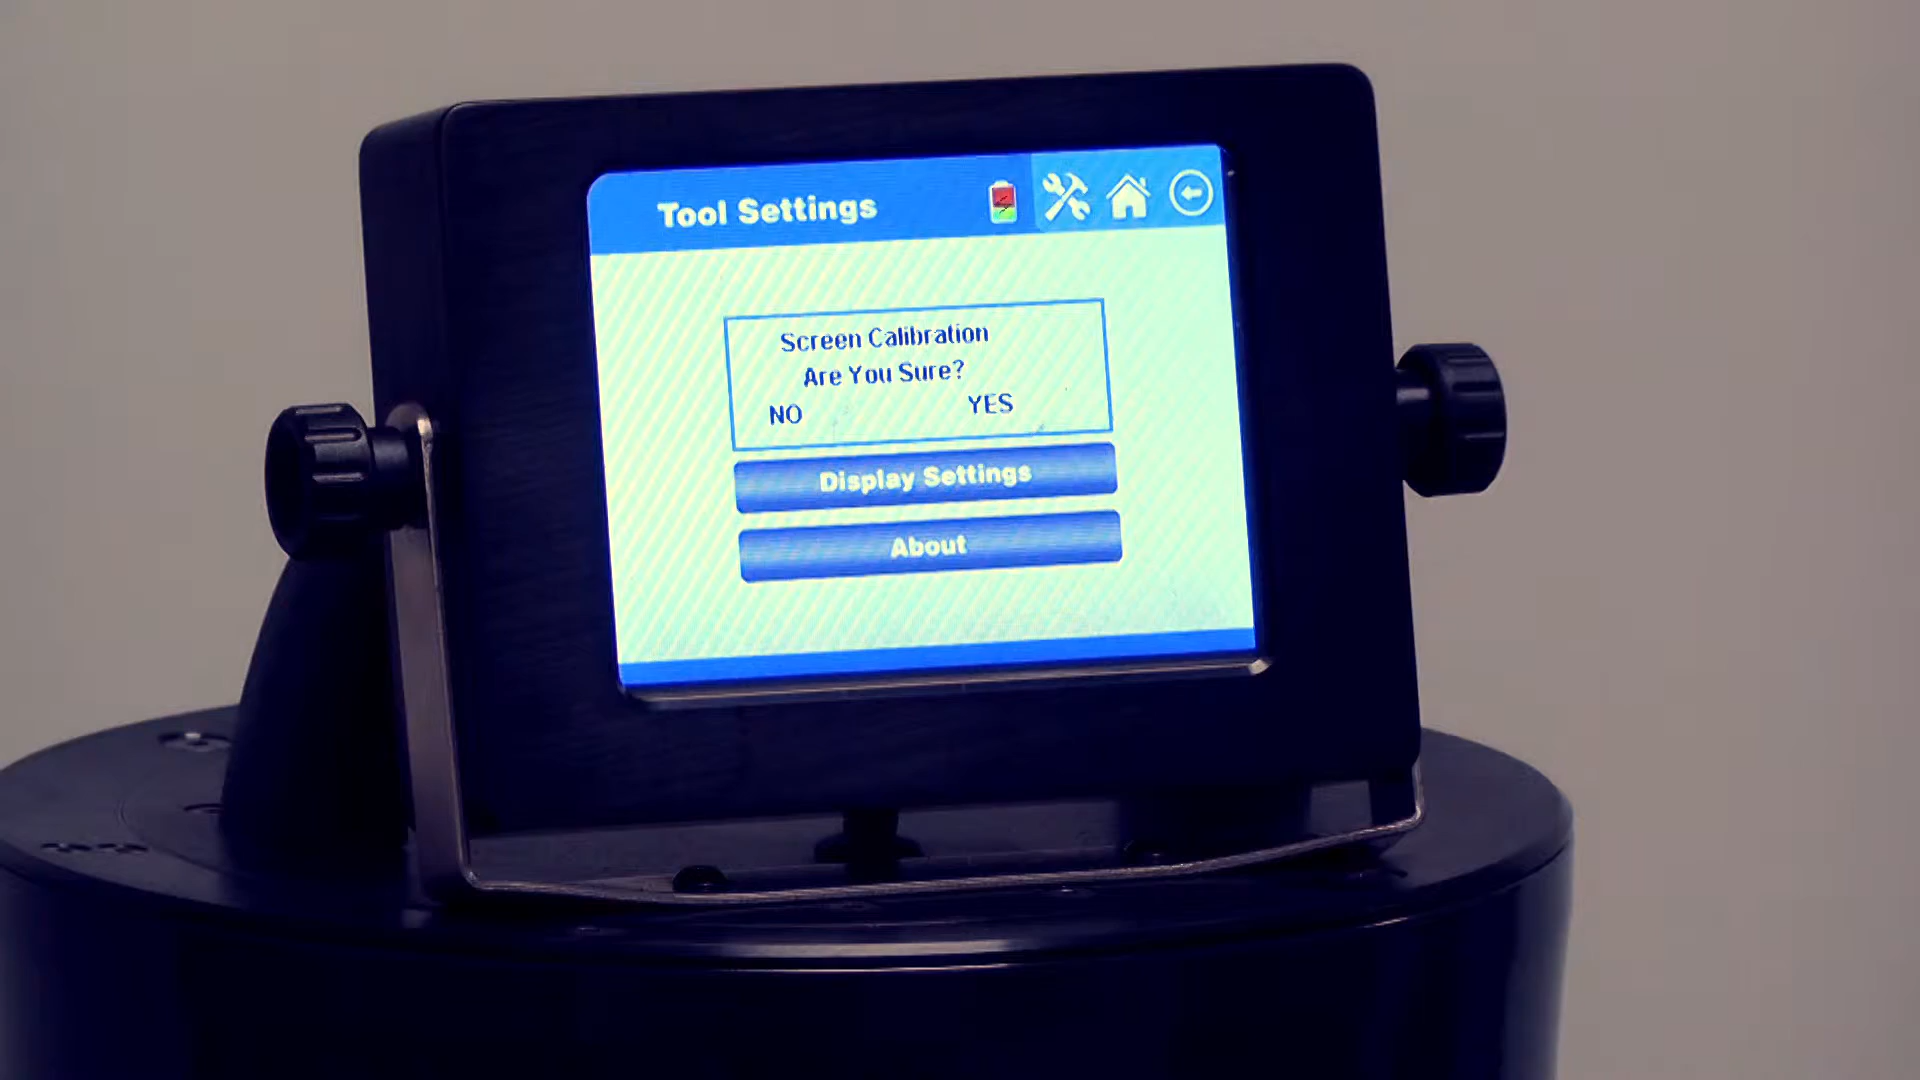 Tool Settings
Screen Calibration
Are You Sure?
NO YES
Display Settings
About